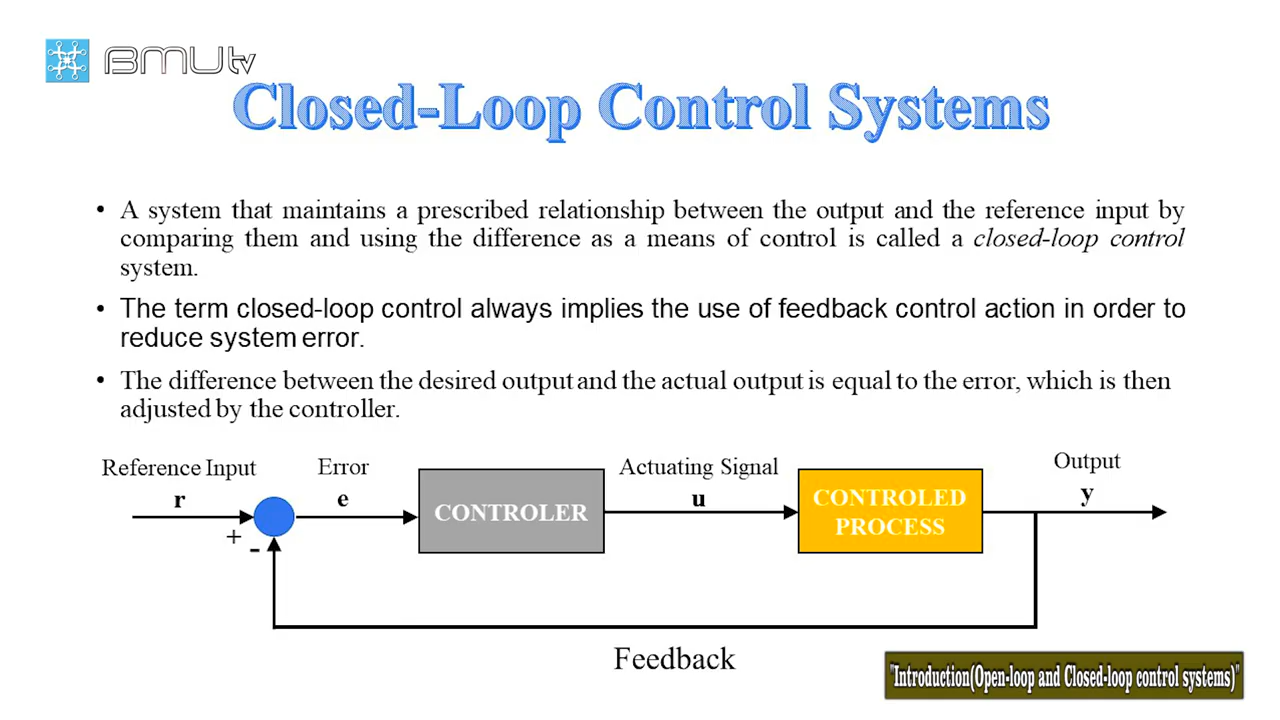 BMUtv
Closed-Loop Control Systems
• A system that maintains a prescribed relationship between the output and the reference input by
comparing them and using the difference as a means of control is called a closed-loop control
system.
• The term closed-loop control always implies the use of feedback control action in order to
reduce system error.
• The difference between the desired output and the actual output is equal to the error, which is then
adjusted by the controller.
Reference Input
r
+
-
Error
e
CONTROLER
Actuating Signal
u
CONTROLED
PROCESS
Output
y
Feedback
"Introduction(Open-loop and Closed-loop control systems)"